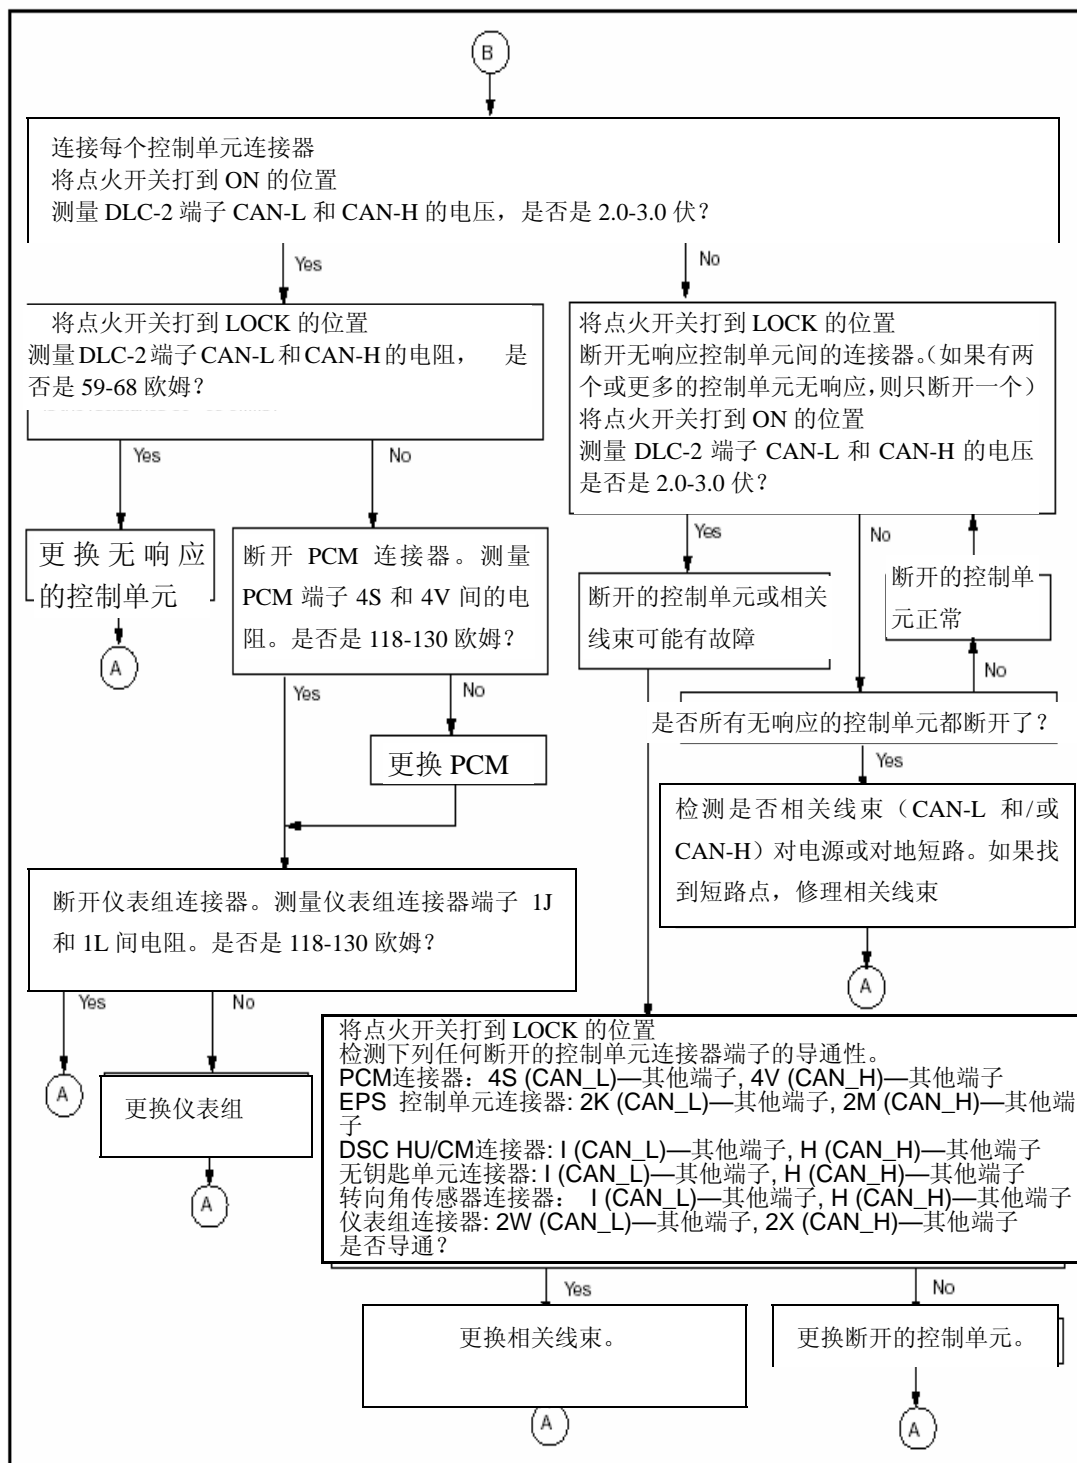 B
连接每个控制单元连接器
将点火开关打到 ON 的位置
测量 DLC-2 端子 CAN-L 和 CAN-H 的电压，是否是 2.0-3.0 伏？
Yes
No
将点火开关打到 LOCK 的位置
测量DLC-2端子CAN-L和CAN-H的电阻， 是
否是 59-68 欧姆？
将点火开关打到 LOCK 的位置
断开无响应控制单元间的连接器。（如果有两
个或更多的控制单元无响应，则只断开一个）
将点火开关打到 ON 的位置
测量 DLC-2 端子 CAN-L 和 CAN-H 的电压
是否是 2.0-3.0 伏？
Yes
No
Yes
No
更换无响应
的控制单元
A
断开 PCM 连接器。测量
PCM 端子 4S 和 4V 间的电
阻。是否是 118-130 欧姆？
断开的控制单元或相关
线束可能有故障
断开的控制单
元正常
No
Yes
No
是否所有无响应的控制单元都断开了？
更换 PCM
Yes
检测是否相关线束（CAN-L 和/或
CAN-H）对电源或对地短路。如果找
到短路点，修理相关线束
A
断开仪表组连接器。测量仪表组连接器端子 1J
和 1L 间电阻。是否是 118-130 欧姆？
Yes
No
A
更换仪表组
A
将点火开关打到 LOCK 的位置
检测下列任何断开的控制单元连接器端子的导通性。
PCM连接器：4S (CAN_L)—其他端子, 4V (CAN_H)—其他端子
EPS 控制单元连接器: 2K (CAN_L)—其他端子, 2M (CAN_H)—其他端
子
DSC HU/CM连接器: I (CAN_L)—其他端子, H (CAN_H)—其他端子
无钥匙单元连接器: I (CAN_L)—其他端子, H (CAN_H)—其他端子
转向角传感器连接器： I (CAN_L)—其他端子, H (CAN_H)—其他端子
仪表组连接器: 2W (CAN_L)—其他端子, 2X (CAN_H)—其他端子
是否导通？
Yes
No
更换相关线束。
更换断开的控制单元。
A
A